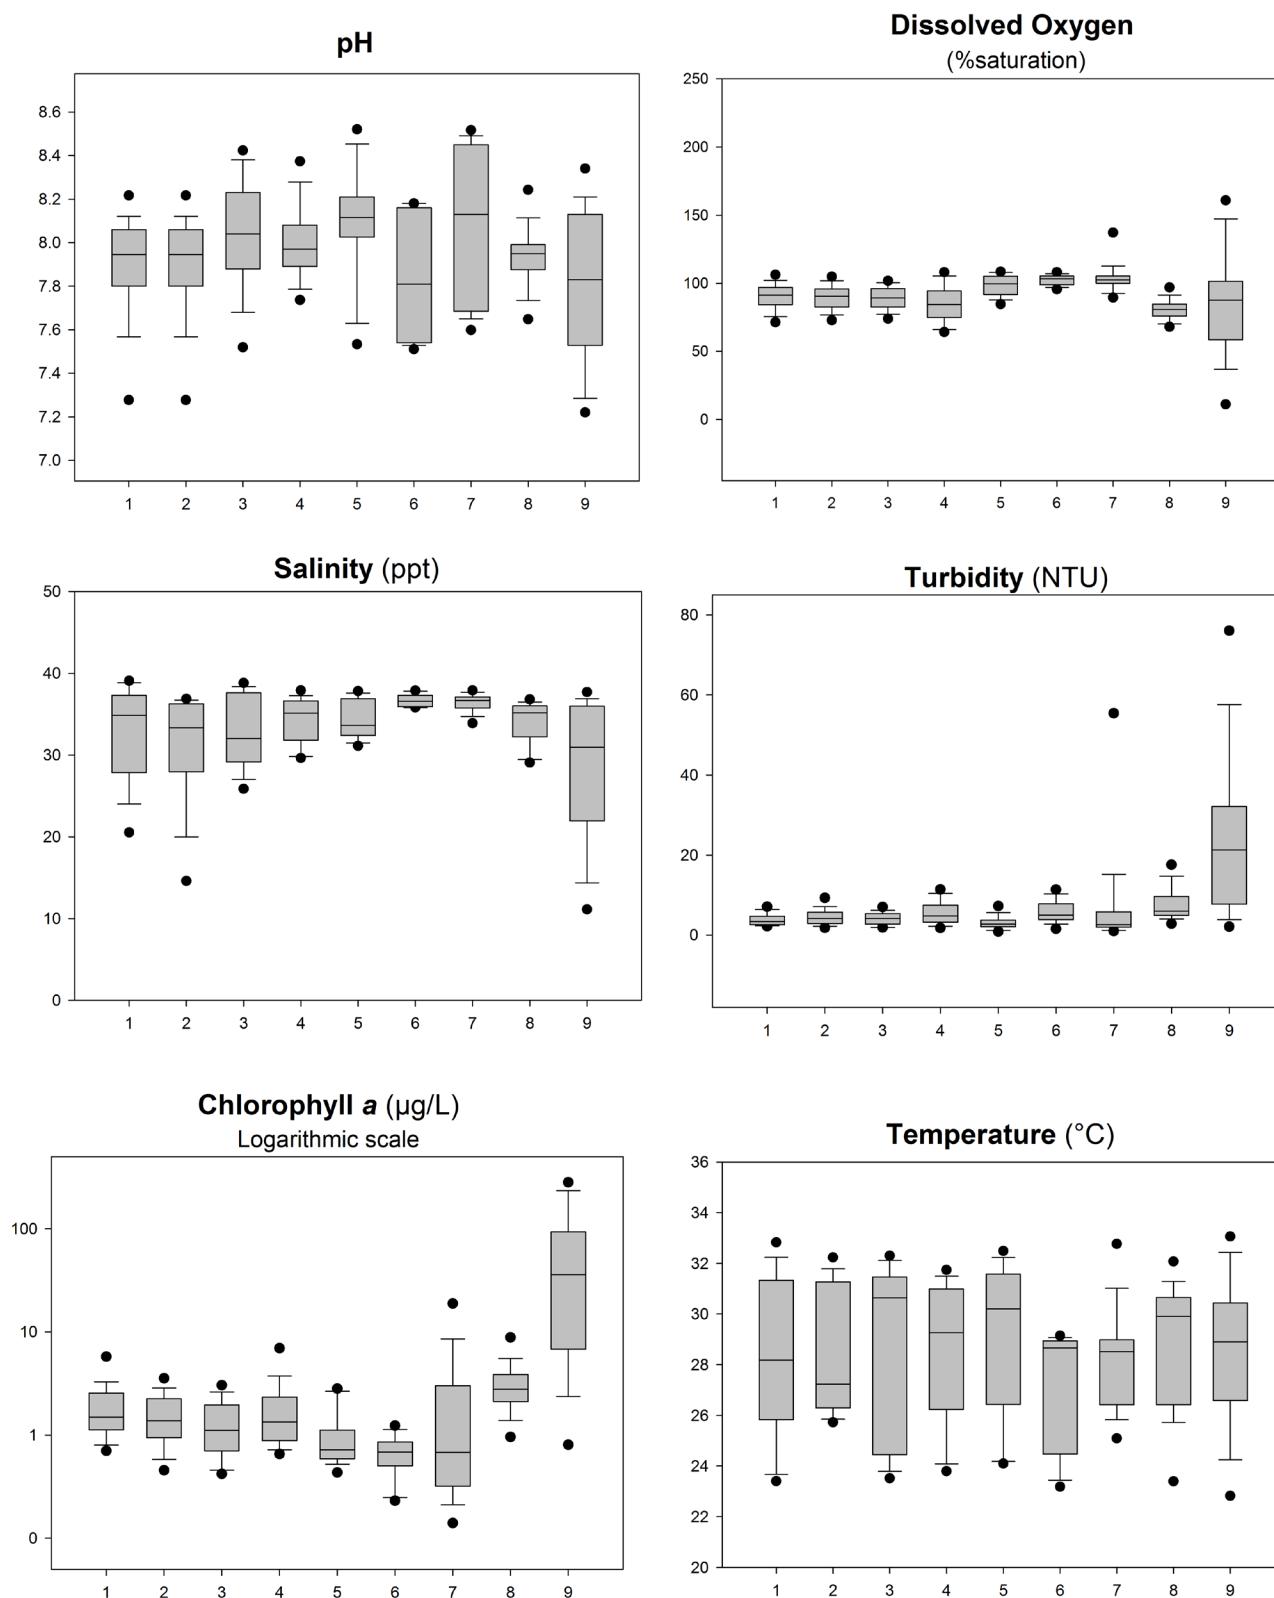 pH
8.6
8.4
8.2
8.0
7.8
7.6
7.4
7.2
7.0
1 2 3 4 5 6 7 8 9
Dissolved Oxygen
(%saturation)
250
200
150
100
50
0
1 2 3 4 5 6 7 8 9
Salinity (ppt)
50
40
30
20
10
0
1 2 3 4 5 6 7 8 9
Turbidity (NTU)
80
60
40
20
0
1 2 3 4 5 6 7 8 9
Chlorophyll a (µg/L)
Logarithmic scale
100
10
1
0
1 2 3 4 5 6 7 8 9
Temperature (°C)
36
34
32
30
28
26
24
22
20
1 2 3 4 5 6 7 8 9